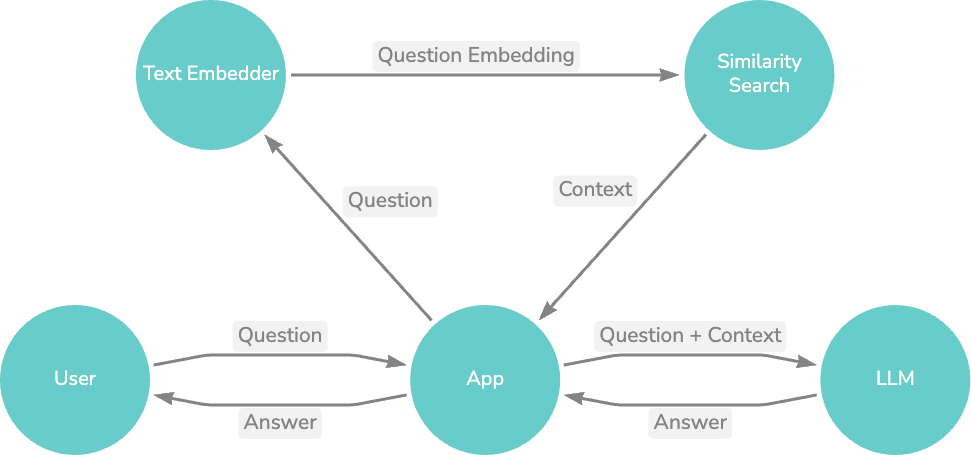 Question Embedding
Text Embedder
Similarity
Search
Context
Question
Question
Question + Context
User
App
LLM
Answer
Answer